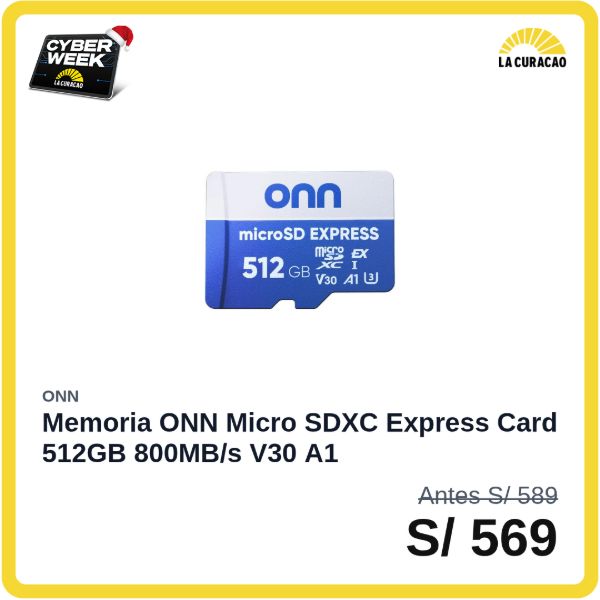 CYBER
WEEK
LA CURACAO
LA CURACAO
onn
microSD EXPRESS
512 GB
micro SD XC EX I
V30 A1 U3
ONN
Memoria ONN Micro SDXC Express Card
512GB 800MB/s V30 A1
Antes S/ 589
S/ 569